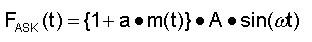 F_ASK(t) = {1 + a • m(t)} • A • sin(ωt)